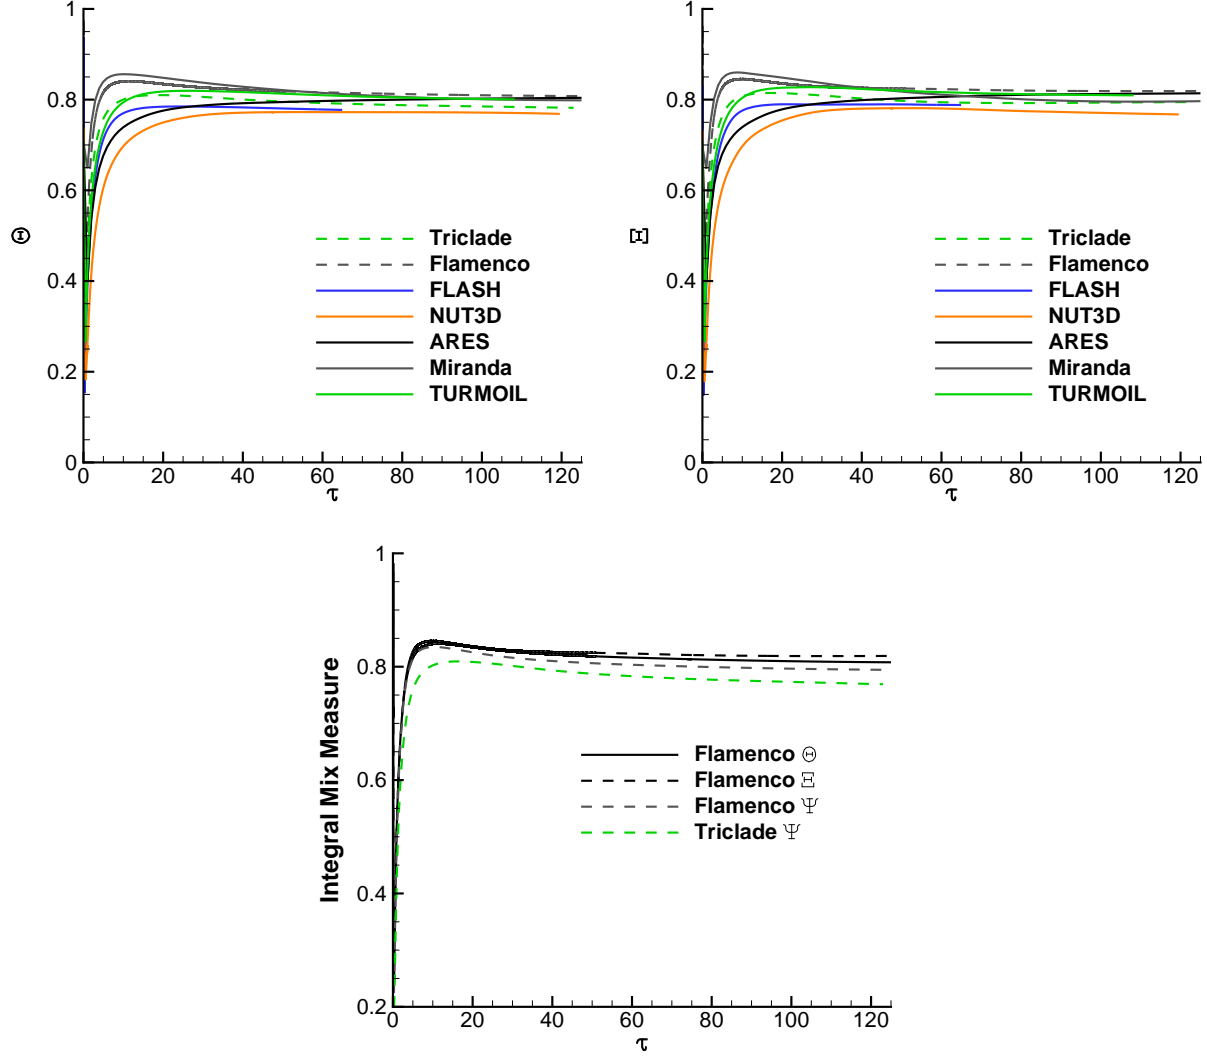 1
0.8
0.6
Θ
0.4
0.2
0
Triclade
Flamenco
FLASH
NUT3D
ARES
Miranda
TURMOIL
0 20 40 60 80 100 120
τ
1
0.8
0.6
Ξ
0.4
0.2
0
Triclade
Flamenco
FLASH
NUT3D
ARES
Miranda
TURMOIL
0 20 40 60 80 100 120
τ
1
0.8
0.6
0.4
0.2
Integral Mix Measure
Flamenco Θ
Flamenco Ξ
Flamenco Ψ
Triclade Ψ
0 20 40 60 80 100 120
τ